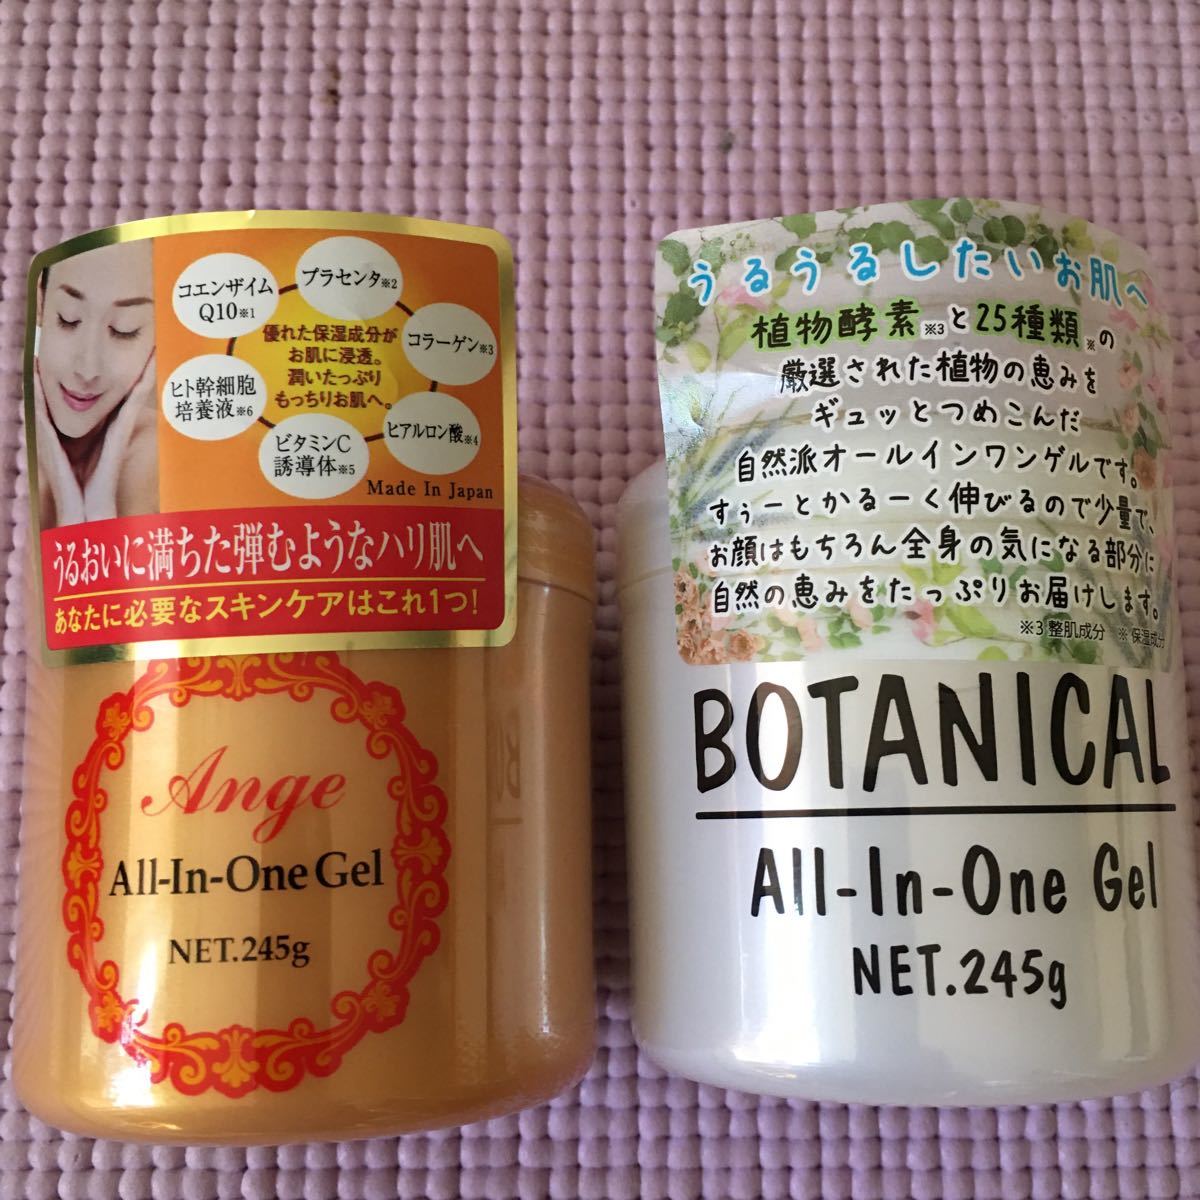 コエンザイム
Q10※1
プラセンタ※2
コラーゲン※3
ヒアルロン酸※4
ビタミンC
誘導体※5
ヒト幹細胞
培養液※6
優れた保湿成分が
お肌に浸透。
潤いたっぷり
もっちりお肌へ。
Made In Japan
うるおいに満ちた弾むようなハリ肌へ
あなたに必要なスキンケアはこれ1つ!
Ange
All-In-One Gel
NET.245g
うるうるしたいお肌へ
植物酵素※3と25種類※の
厳選された植物の恵みを
ギュッとつめこんだ
自然派オールインワンゲルです。
すぅーとかるーく伸びるので少量で、
お顔はもちろん全身の気になる部分に
自然の恵みをたっぷりお届けします。
※3 整肌成分 ※ 保湿成分
BOTANICAL
All-In-One Gel
NET.245g